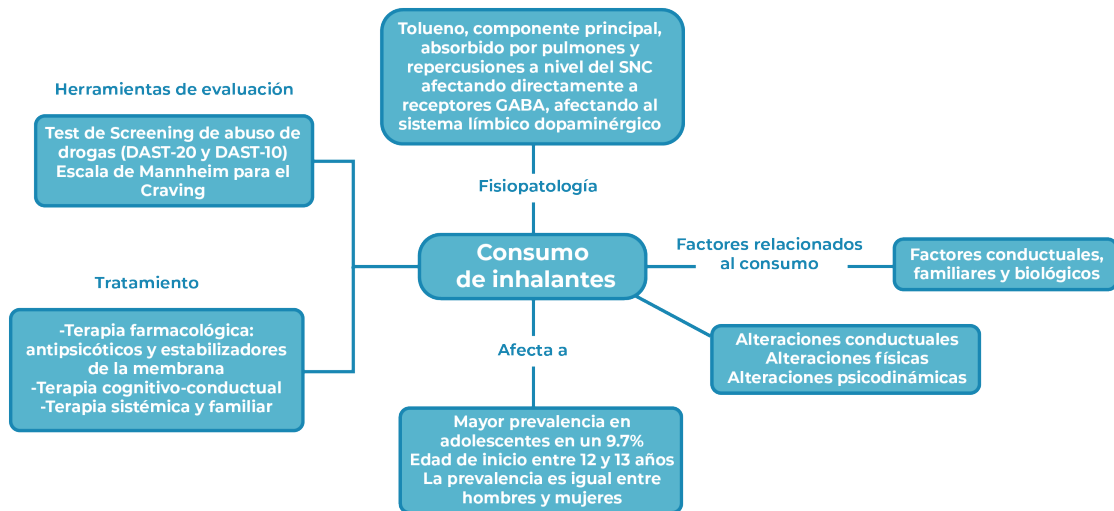 Tolueno, componente principal,
absorbido por pulmones y
repercusiones a nivel del SNC
afectando directamente a
receptores GABA, afectando al
sistema límbico dopaminérgico
Herramientas de evaluación
Test de Screening de abuso de
drogas (DAST-20 y DAST-10)
Escala de Mannheim para el
Craving
Fisiopatología
Consumo
de inhalantes
Factores relacionados
al consumo
Factores conductuales,
familiares y biológicos
Tratamiento
-Terapia farmacológica:
antipsicóticos y estabilizadores
de la membrana
-Terapia cognitivo-conductual
-Terapia sistémica y familiar
Afecta a
Alteraciones conductuales
Alteraciones físicas
Alteraciones psicodinámicas
Mayor prevalencia en
adolescentes en un 9.7%
Edad de inicio entre 12 y 13 años
La prevalencia es igual entre
hombres y mujeres